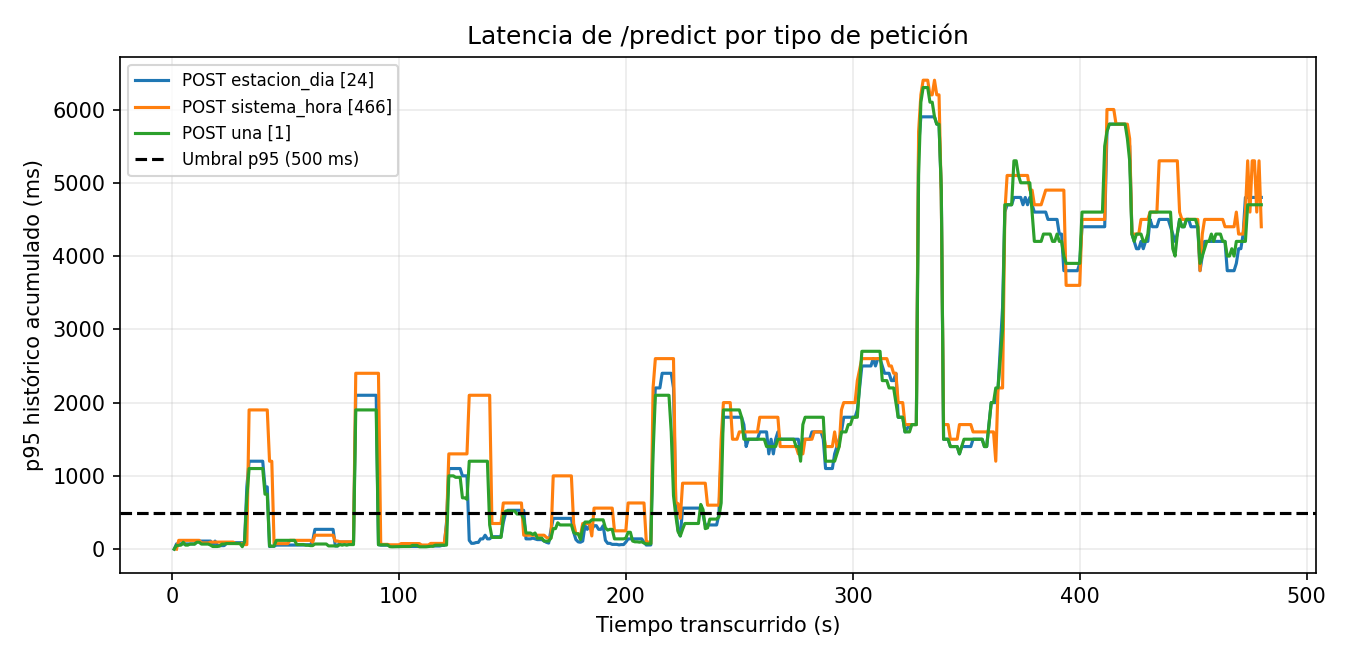 Latencia de /predict por tipo de petición
p95 histórico acumulado (ms)
6000
5000
4000
3000
2000
1000
0
POST estacion_dia [24]
POST sistema_hora [466]
POST una [1]
Umbral p95 (500 ms)
0 100 200 300 400 500
Tiempo transcurrido (s)